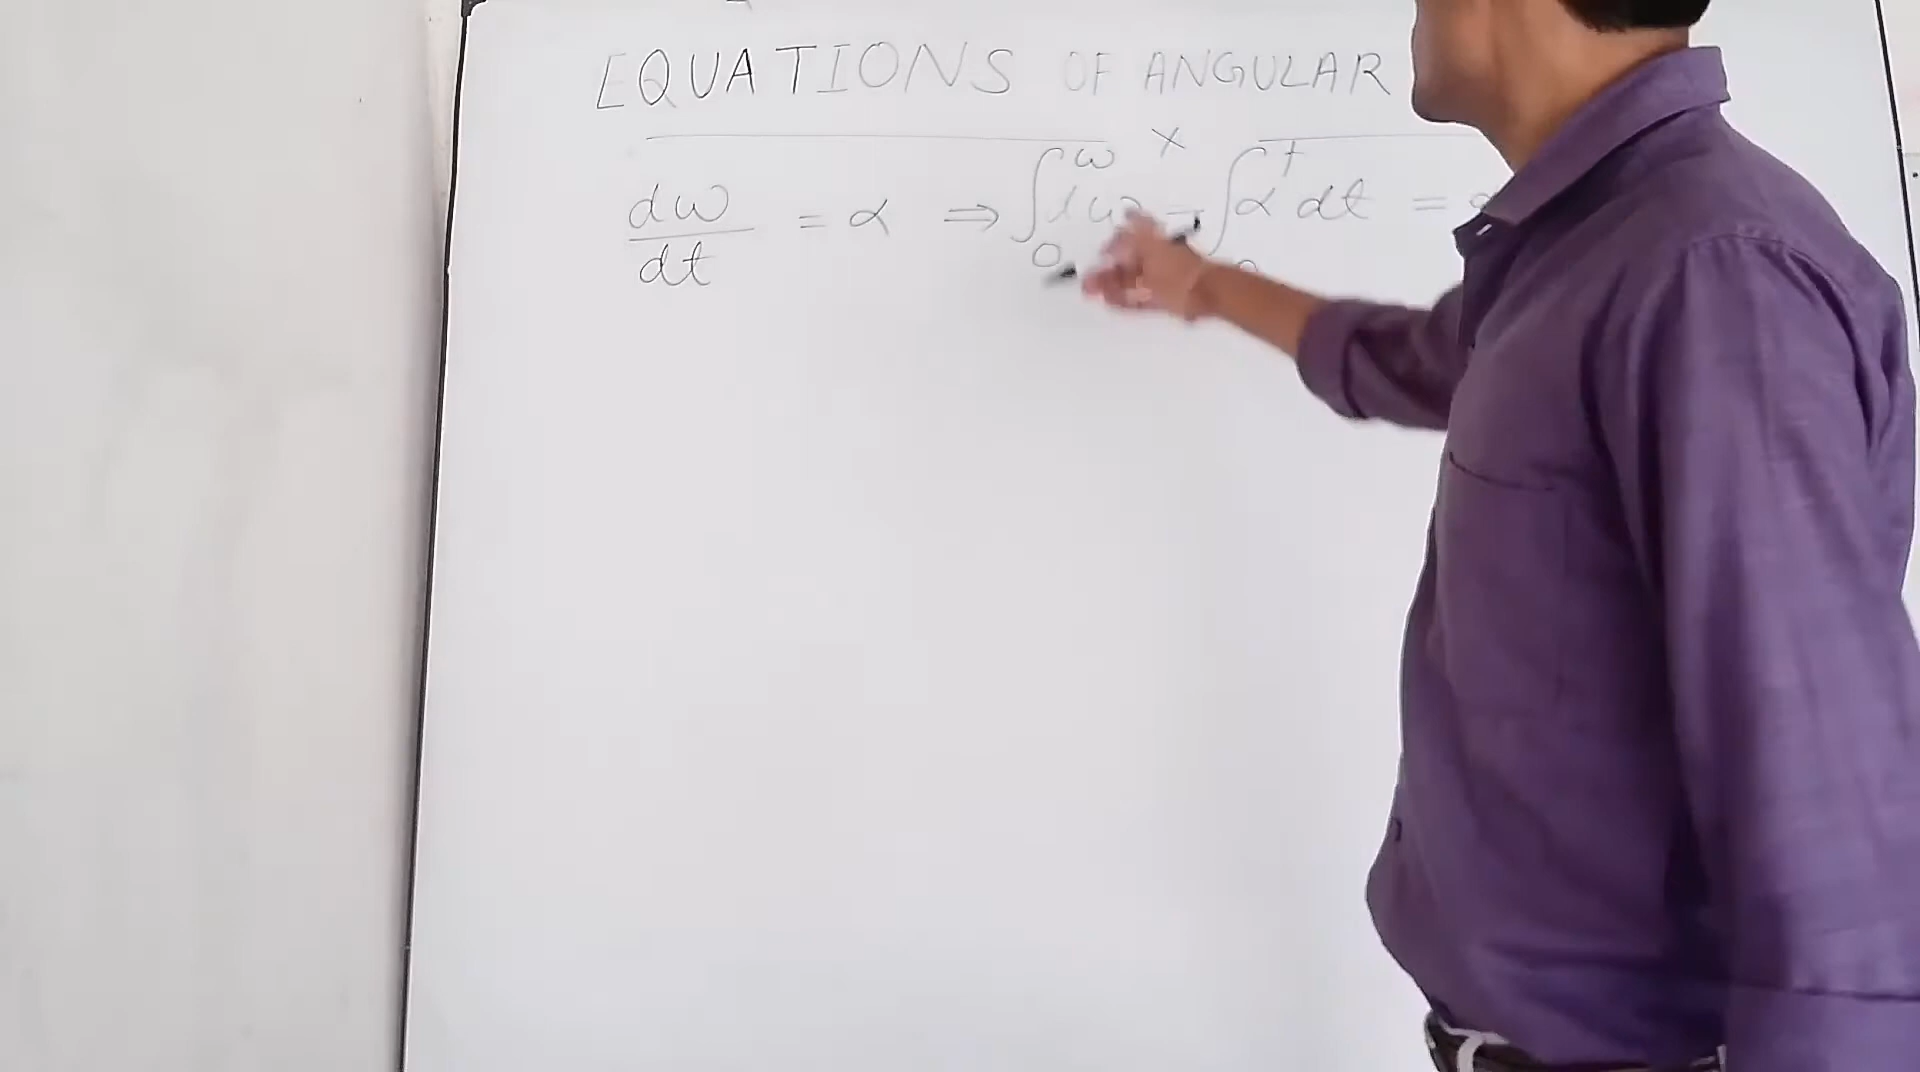 EQUATIONS OF ANGULAR
x
dω/dt = α ⇒ ∫₀^ω dω = ∫₀^t α dt =